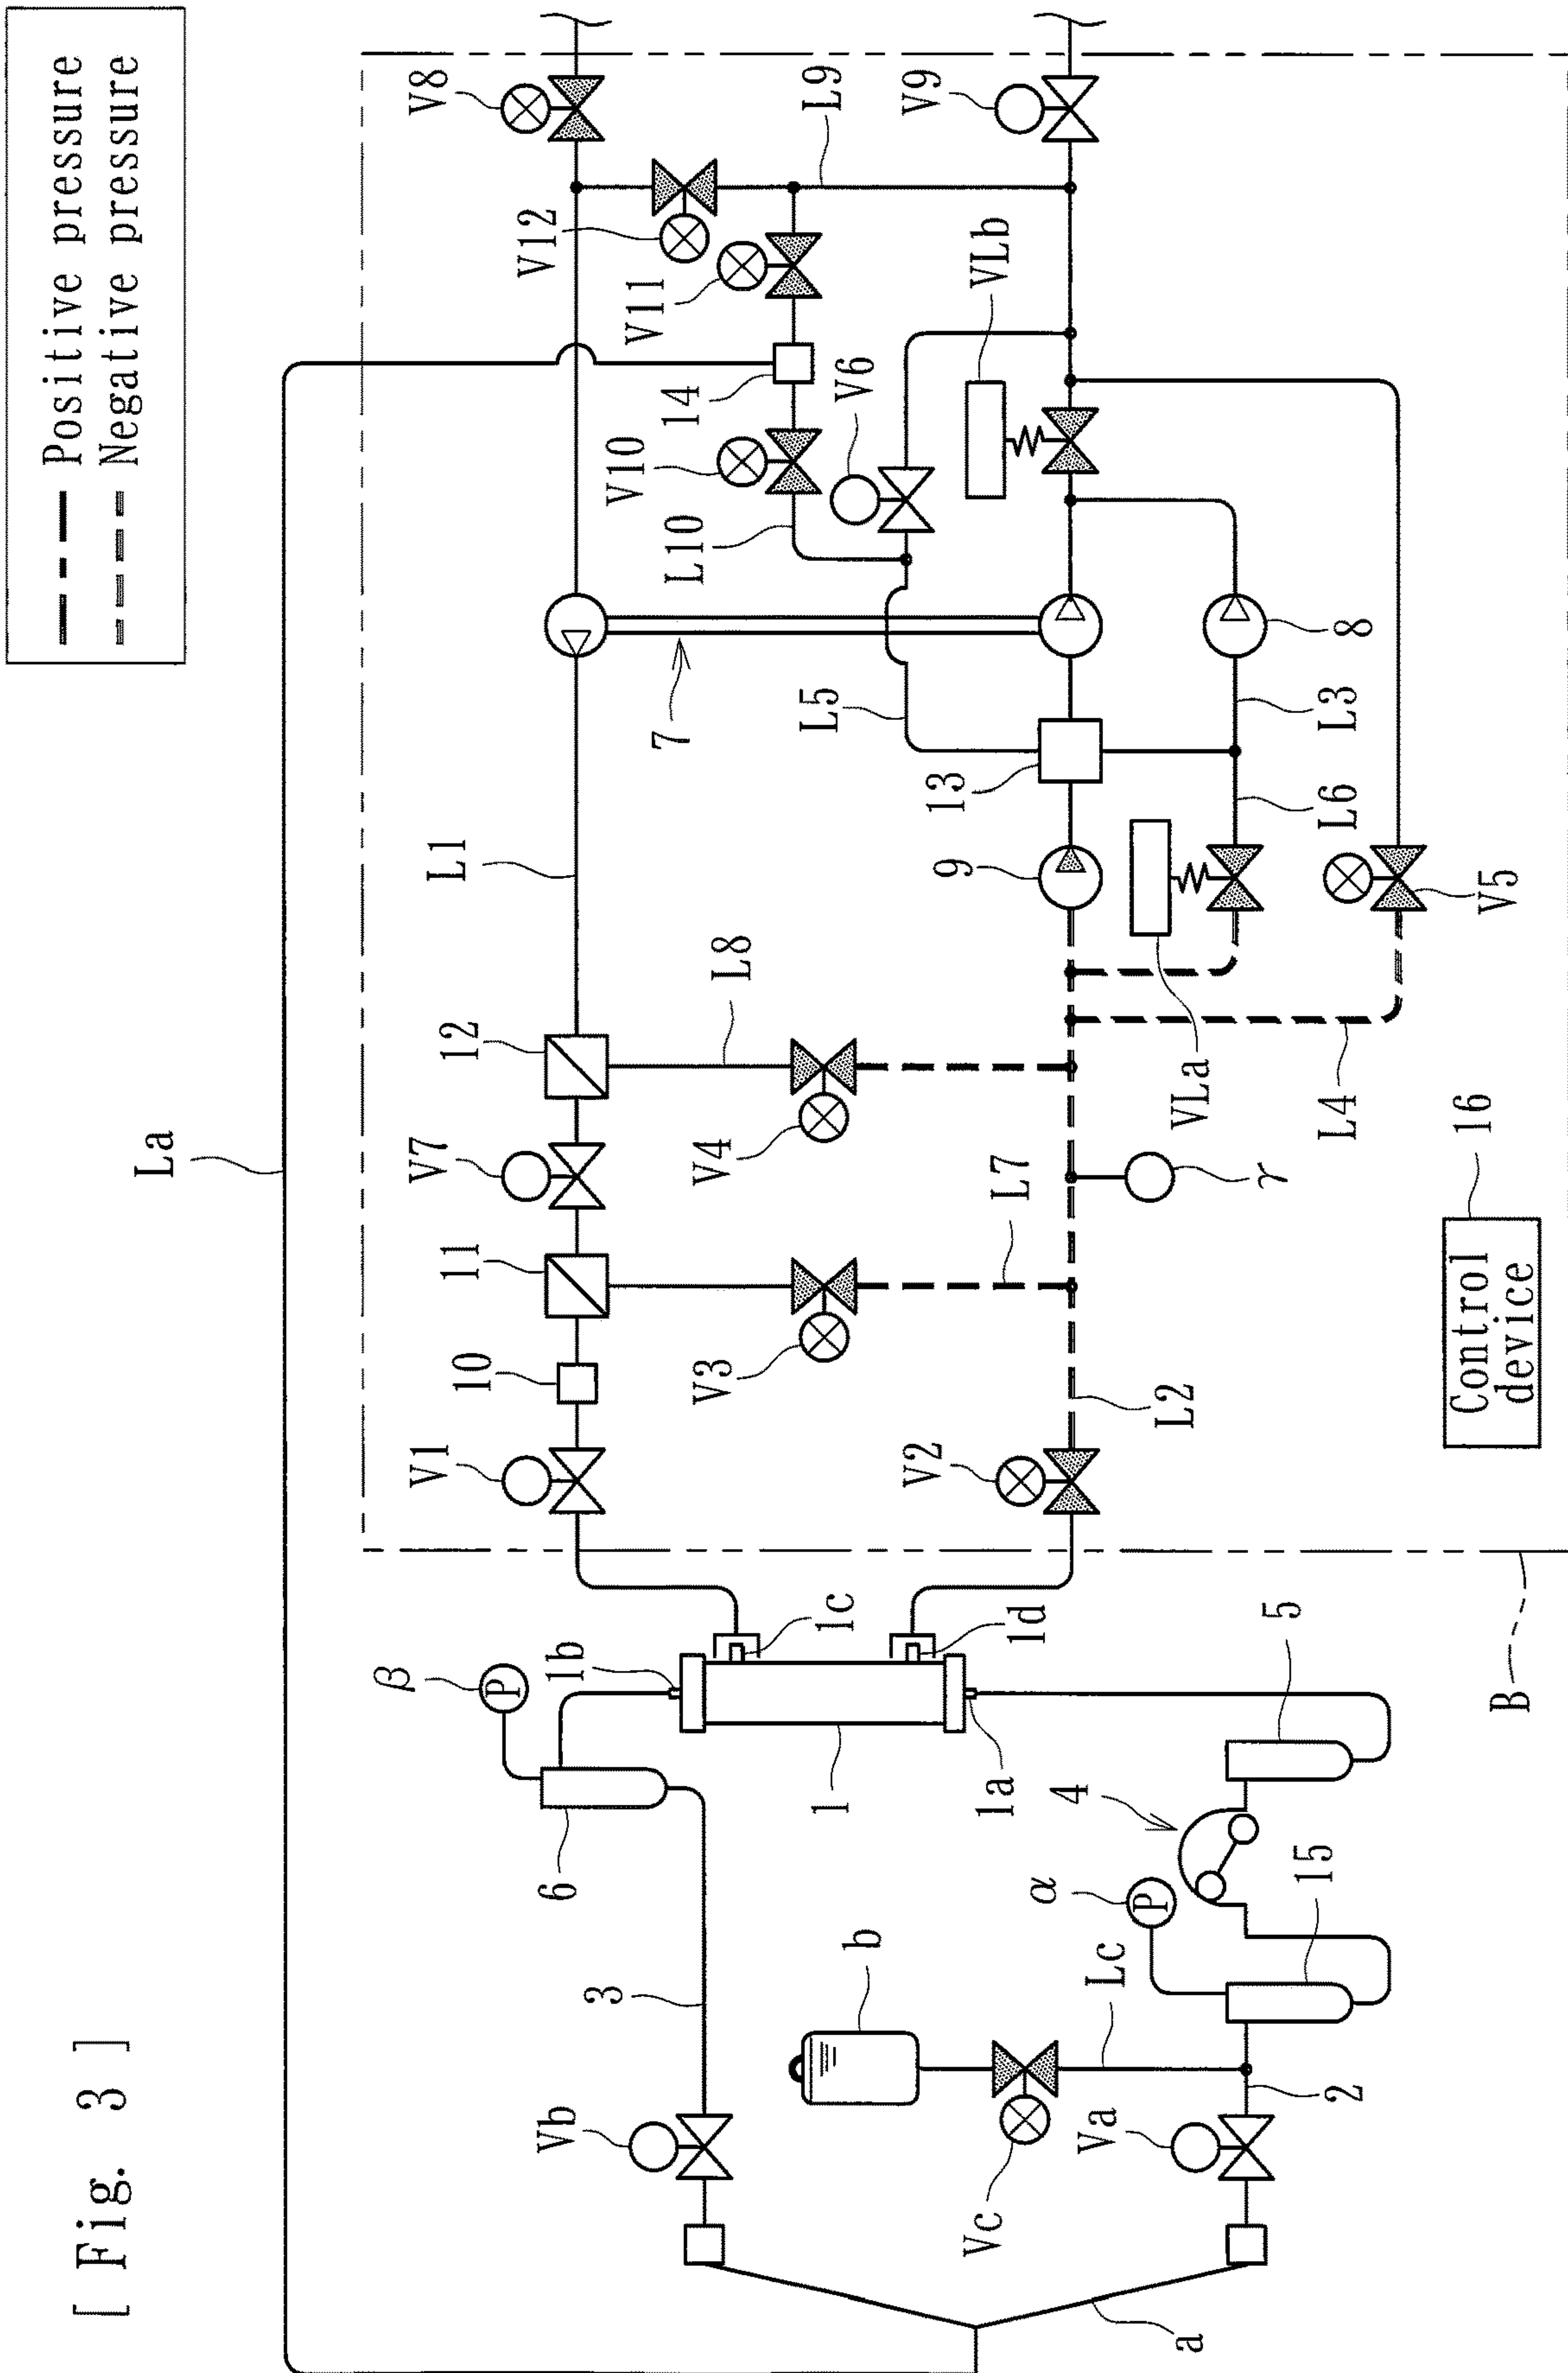 [ Fig. 3 ]
Positive pressure
Negative pressure
La
V8
V12
V11
L9
V9
14
V10
L10
V6
VLb
7
L5
8
13
L3
L6
L1
9
V5
VLa
L8
12
V4
L4
V7
γ
16
Control
device
11
L7
10
V3
V1
L2
V2
B
β
1b
1c
1d
5
1
1a
6
4
15
α
P
P
3
b
Lc
2
Vb
Vc
Va
a